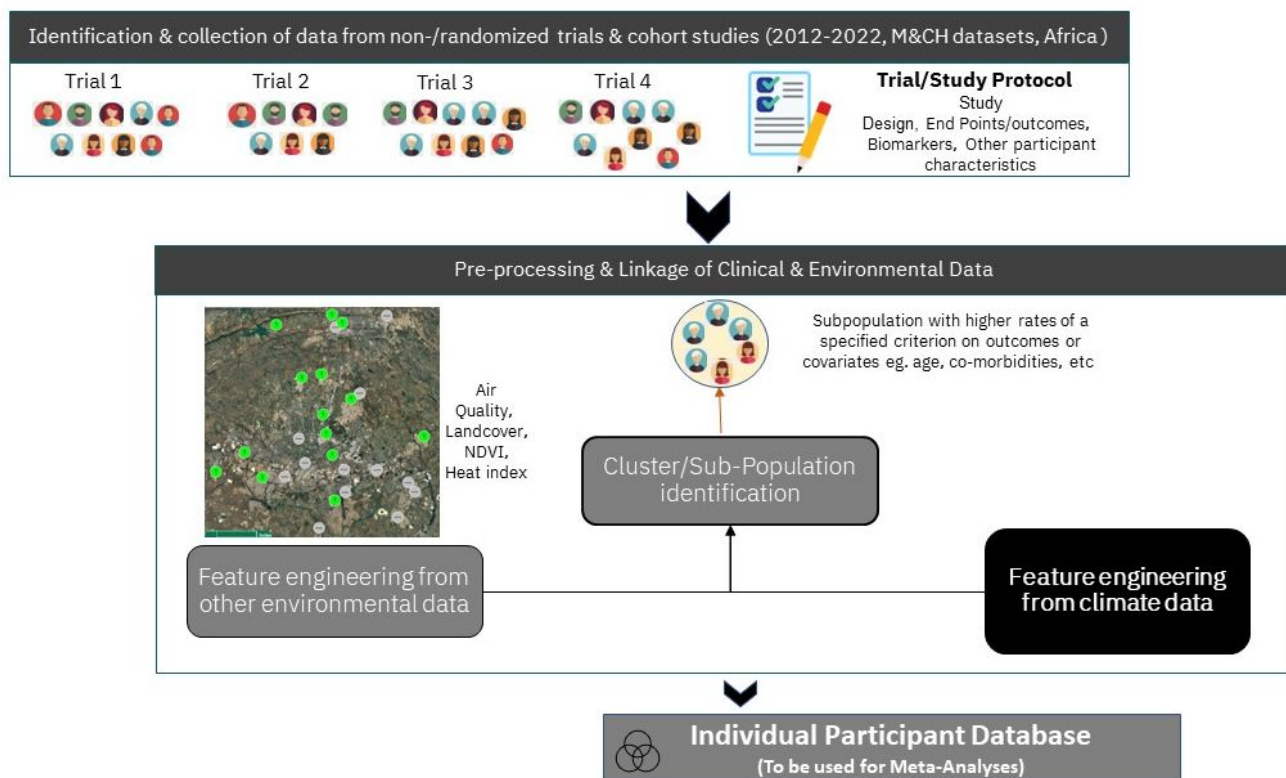 Identification & collection of data from non-/randomized trials & cohort studies (2012-2022, M&CH datasets, Africa )
Trial 1
Trial 2
Trial 3
Trial 4
Trial/Study Protocol
Study
Design, End Points/outcomes,
Biomarkers, Other participant
characteristics
Pre-processing & Linkage of Clinical & Environmental Data
Air
Quality,
Landcover,
NDVI,
Heat index
Subpopulation with higher rates of a
specified criterion on outcomes or
covariates eg. age, co-morbidities, etc
Cluster/Sub-Population
identification
Feature engineering from
other environmental data
Feature engineering
from climate data
Individual Participant Database
(To be used for Meta-Analyses)